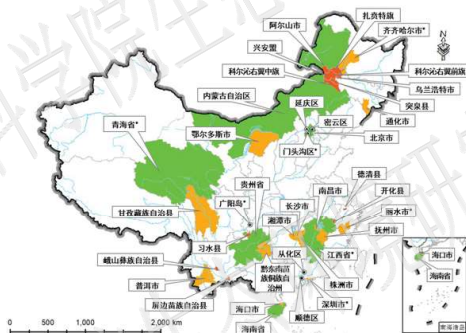 阿尔山市
扎赉特旗
齐齐哈尔市*
兴安盟
科尔沁右翼中旗
科尔沁右翼前旗
乌兰浩特市
突泉县
内蒙古自治区
延庆区
通化市
密云区
青海省*
鄂尔多斯市
北京市
门头沟区*
德清县
贵州省
南昌市
开化县
广阳岛*
长沙市
丽水市*
甘孜藏族自治县
湘潭市
抚州市
习水县
从化区
江西省*
峨山彝族自治县
黔东南苗族侗族自治州
株洲市
海口市
普洱市
深圳市*
海南省
屏边苗族自治县
海口市
顺德区
海南省
南海诸岛
0 500 1,000 2,000 km
N